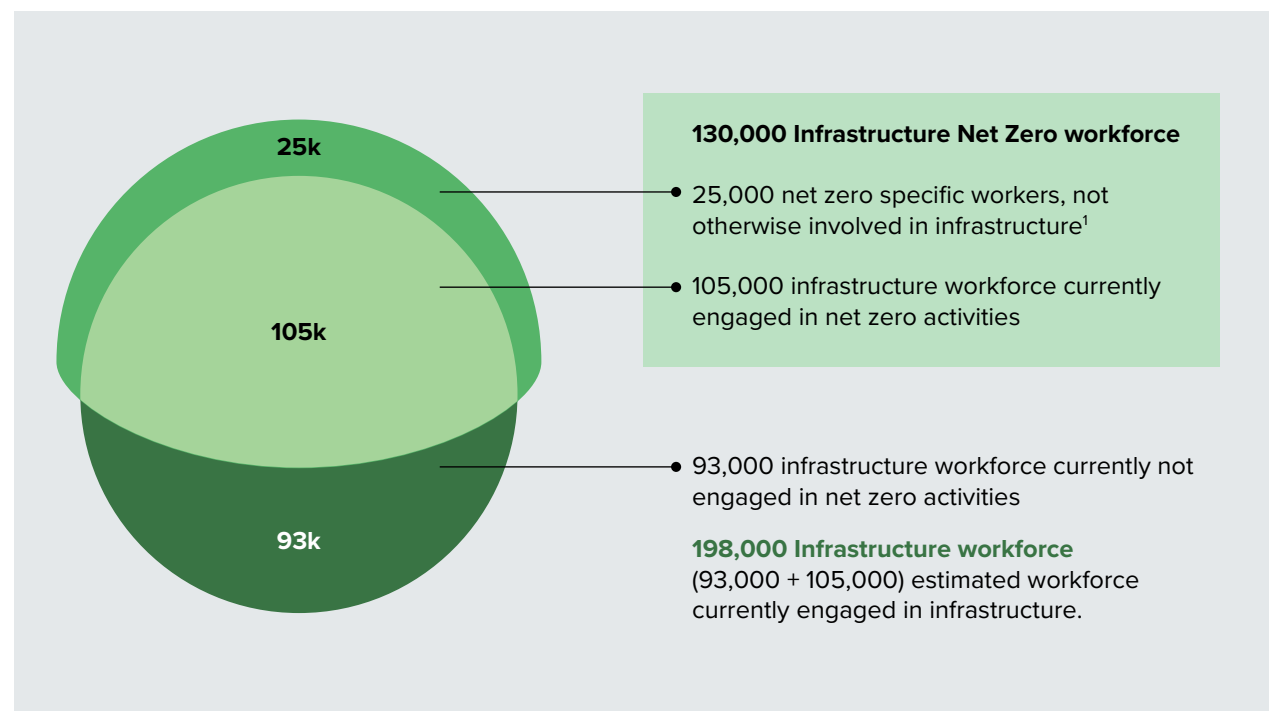 25k
105k
93k
130,000 Infrastructure Net Zero workforce
25,000 net zero specific workers, not
otherwise involved in infrastructure¹
105,000 infrastructure workforce currently
engaged in net zero activities
93,000 infrastructure workforce currently not
engaged in net zero activities
198,000 Infrastructure workforce
(93,000 + 105,000) estimated workforce
currently engaged in infrastructure.